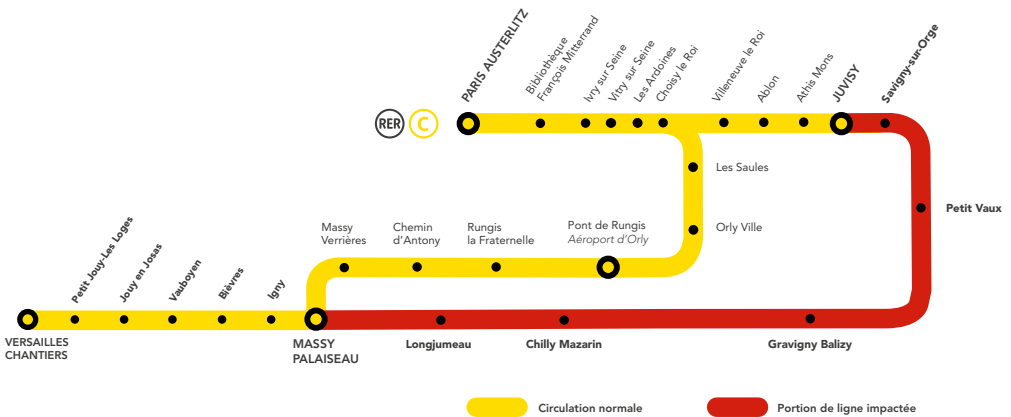 RER C
PARIS AUSTERLITZ
Bibliothèque
François Mitterrand
Ivry sur Seine
Vitry sur Seine
Les Ardoines
Choisy le Roi
Villeneuve le Roi
Ablon
Athis Mons
JUVISY
Savigny-sur-Orge
Les Saules
Petit Vaux
Orly Ville
Massy
Verrières
Chemin
d'Antony
Rungis
la Fraternelle
Pont de Rungis
Aéroport d'Orly
Petit Jouy-Les Loges
Jouy en Josas
Vauboyen
Bièvres
Igny
VERSAILLES
CHANTIERS
MASSY
PALAISEAU
Longjumeau
Chilly Mazarin
Gravigny Balizy
Circulation normale
Portion de ligne impactée